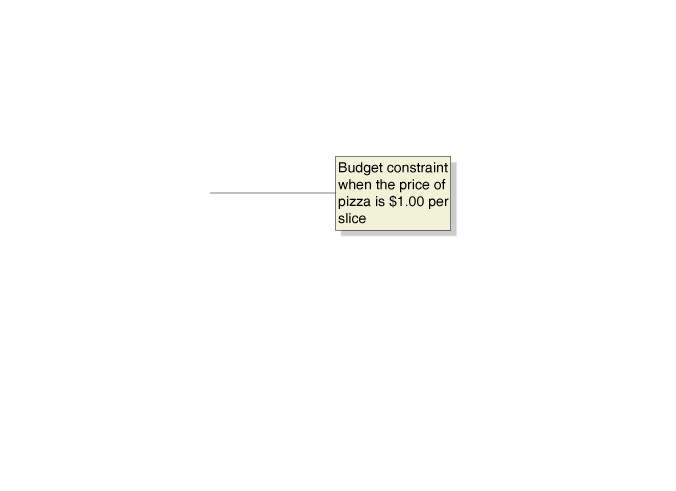 Budget constraint
when the price of
pizza is $1.00 per
slice